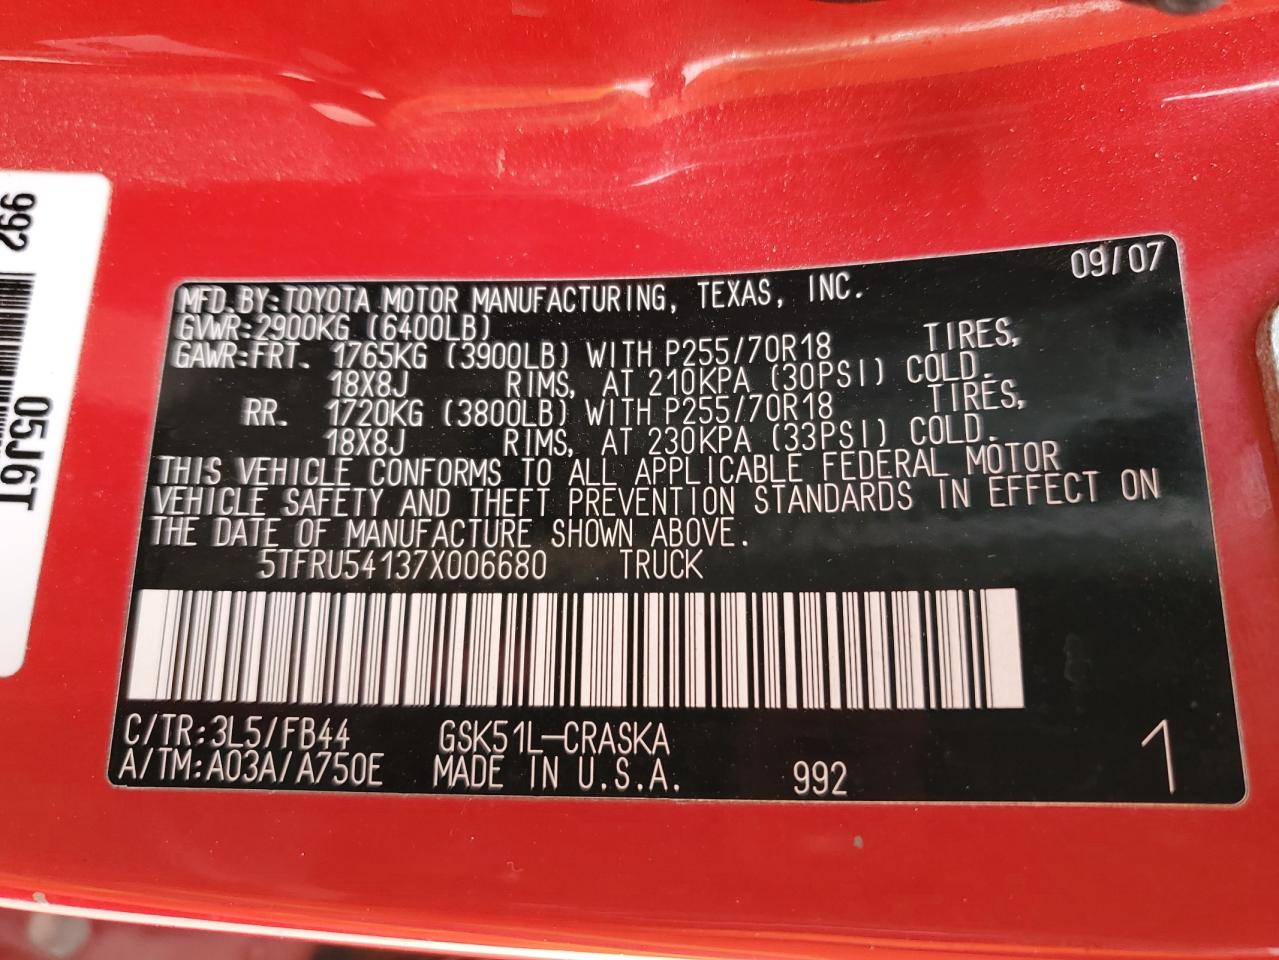 09/07
MFD.BY:TOYOTA MOTOR MANUFACTURING, TEXAS, INC.
GVWR:2900KG (6400LB)
GAWR:FRT. 1765KG (3900LB) WITH P255/70R18 TIRES,
18X8J RIMS, AT 210KPA (30PSI) COLD.
RR. 1720KG (3800LB) WITH P255/70R18 TIRES,
18X8J RIMS, AT 230KPA (33PSI) COLD.
THIS VEHICLE CONFORMS TO ALL APPLICABLE FEDERAL MOTOR
VEHICLE SAFETY AND THEFT PREVENTION STANDARDS IN EFFECT ON
THE DATE OF MANUFACTURE SHOWN ABOVE.
5TFRU54137X006680 TRUCK
C/TR:3L5/FB44 GSK51L-CRASKA
A/TM:A03A/A750E MADE IN U.S.A. 992 1
992
05J6T